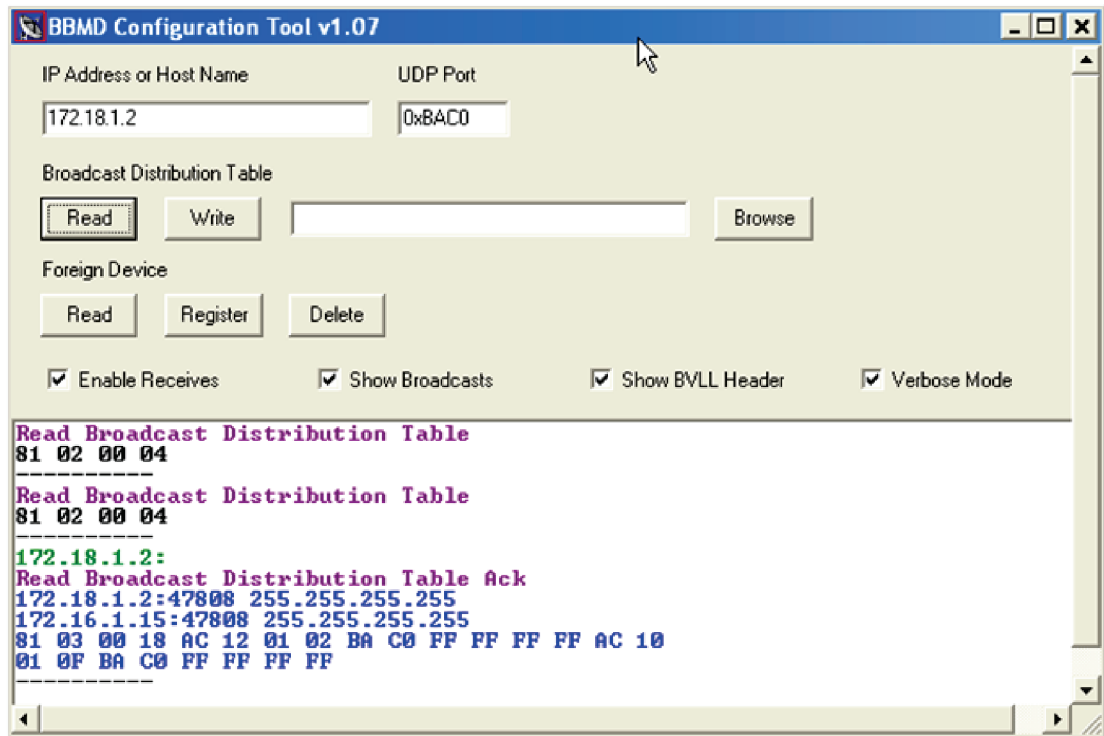 BBMD Configuration Tool v1.07
IP Address or Host Name UDP Port
172.18.1.2 0xBAC0
Broadcast Distribution Table
Read Write Browse
Foreign Device
Read Register Delete
Enable Receives Show Broadcasts Show BVLL Header Verbose Mode
Read Broadcast Distribution Table
81 02 00 04
----------
Read Broadcast Distribution Table
81 02 00 04
----------
172.18.1.2:
Read Broadcast Distribution Table Ack
172.18.1.2:47808 255.255.255.255
172.16.1.15:47808 255.255.255.255
81 03 00 18 AC 12 01 02 BA C0 FF FF FF FF AC 10
01 0F BA C0 FF FF FF FF
----------